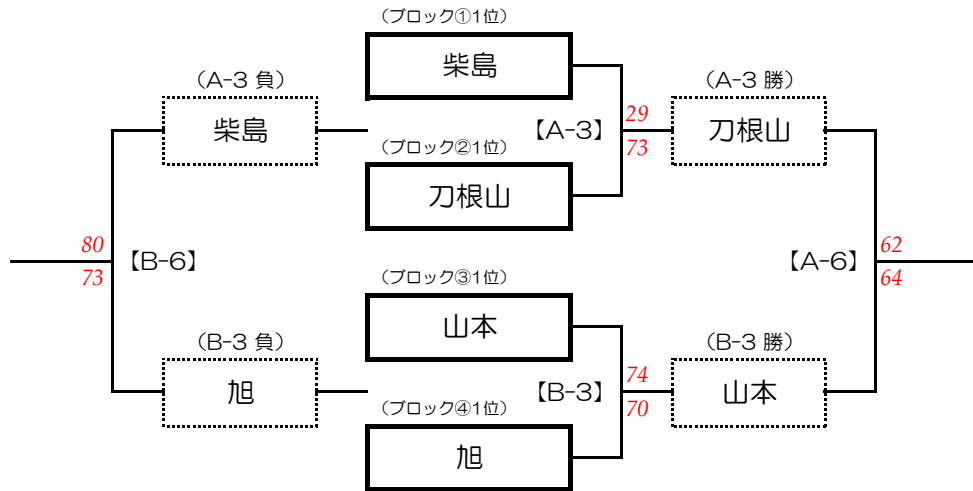 （ブロック①1位）
柴島
（A-3 負）
（A-3 勝）
柴島
【A-3】
29
73
刀根山
（ブロック②1位）
刀根山
80
73
【B-6】
【A-6】
62
64
（ブロック③1位）
山本
（B-3 負）
（B-3 勝）
旭
【B-3】
74
70
山本
（ブロック④1位）
旭